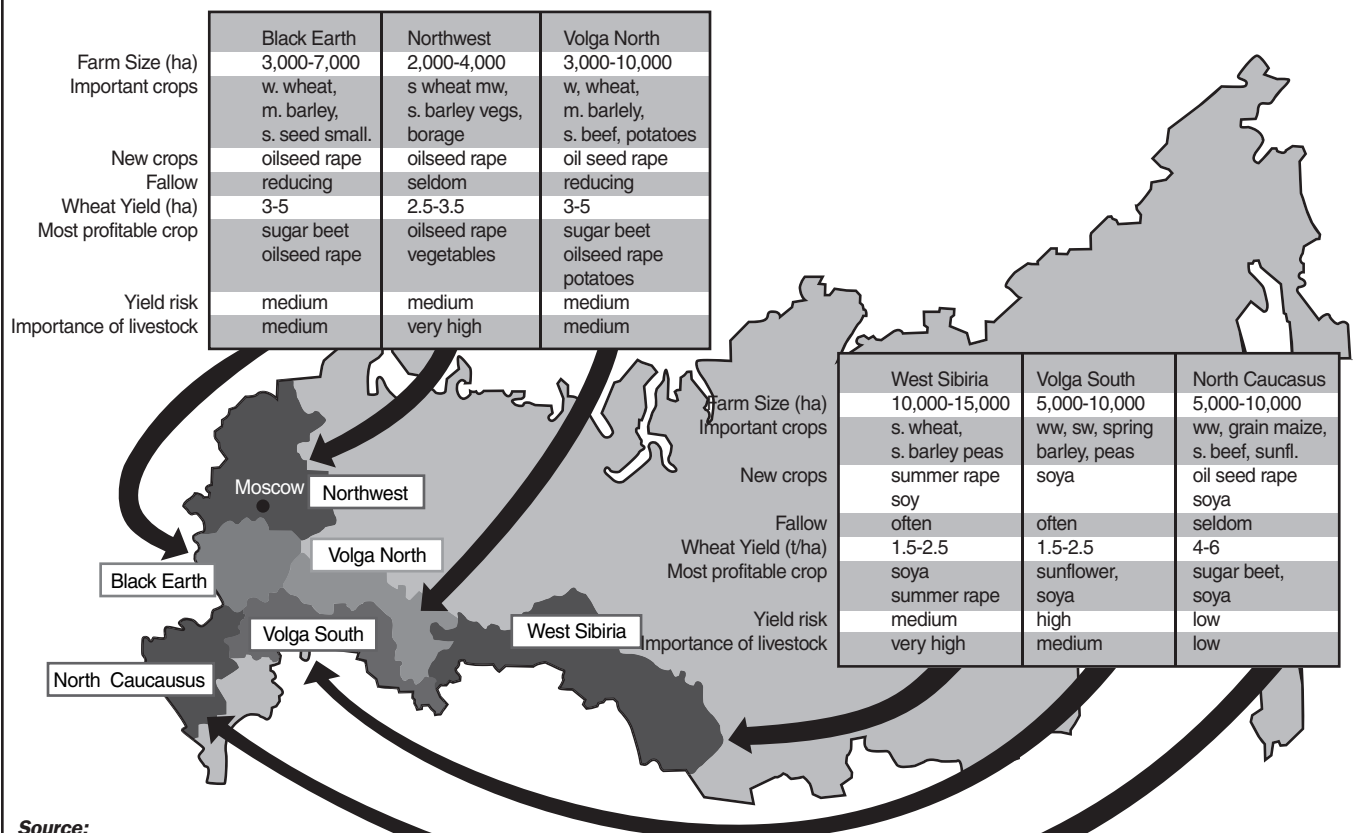 Black Earth Northwest Volga North
Farm Size (ha) 3,000-7,000 2,000-4,000 3,000-10,000
Important crops w. wheat, s wheat mw, w, wheat,
m. barley, s. barley vegs, m. barlely,
s. seed small. borage s. beef, potatoes
New crops oilseed rape oilseed rape oil seed rape
Fallow reducing seldom reducing
Wheat Yield (ha) 3-5 2.5-3.5 3-5
Most profitable crop sugar beet oilseed rape sugar beet
oilseed rape vegetables oilseed rape
potatoes
Yield risk medium medium medium
Importance of livestock medium very high medium
West Sibiria Volga South North Caucasus
Farm Size (ha) 10,000-15,000 5,000-10,000 5,000-10,000
Important crops s. wheat, ww, sw, spring ww, grain maize,
s. barley peas barley, peas s. beef, sunfl.
New crops summer rape soya oil seed rape
soy soya
Fallow often often seldom
Wheat Yield (t/ha) 1.5-2.5 1.5-2.5 4-6
Most profitable crop soya sunflower, sugar beet,
summer rape soya soya
Yield risk medium high low
Importance of livestock very high medium low
Moscow
Northwest
Volga North
Black Earth
Volga South
West Sibiria
North Caucausus
Source: